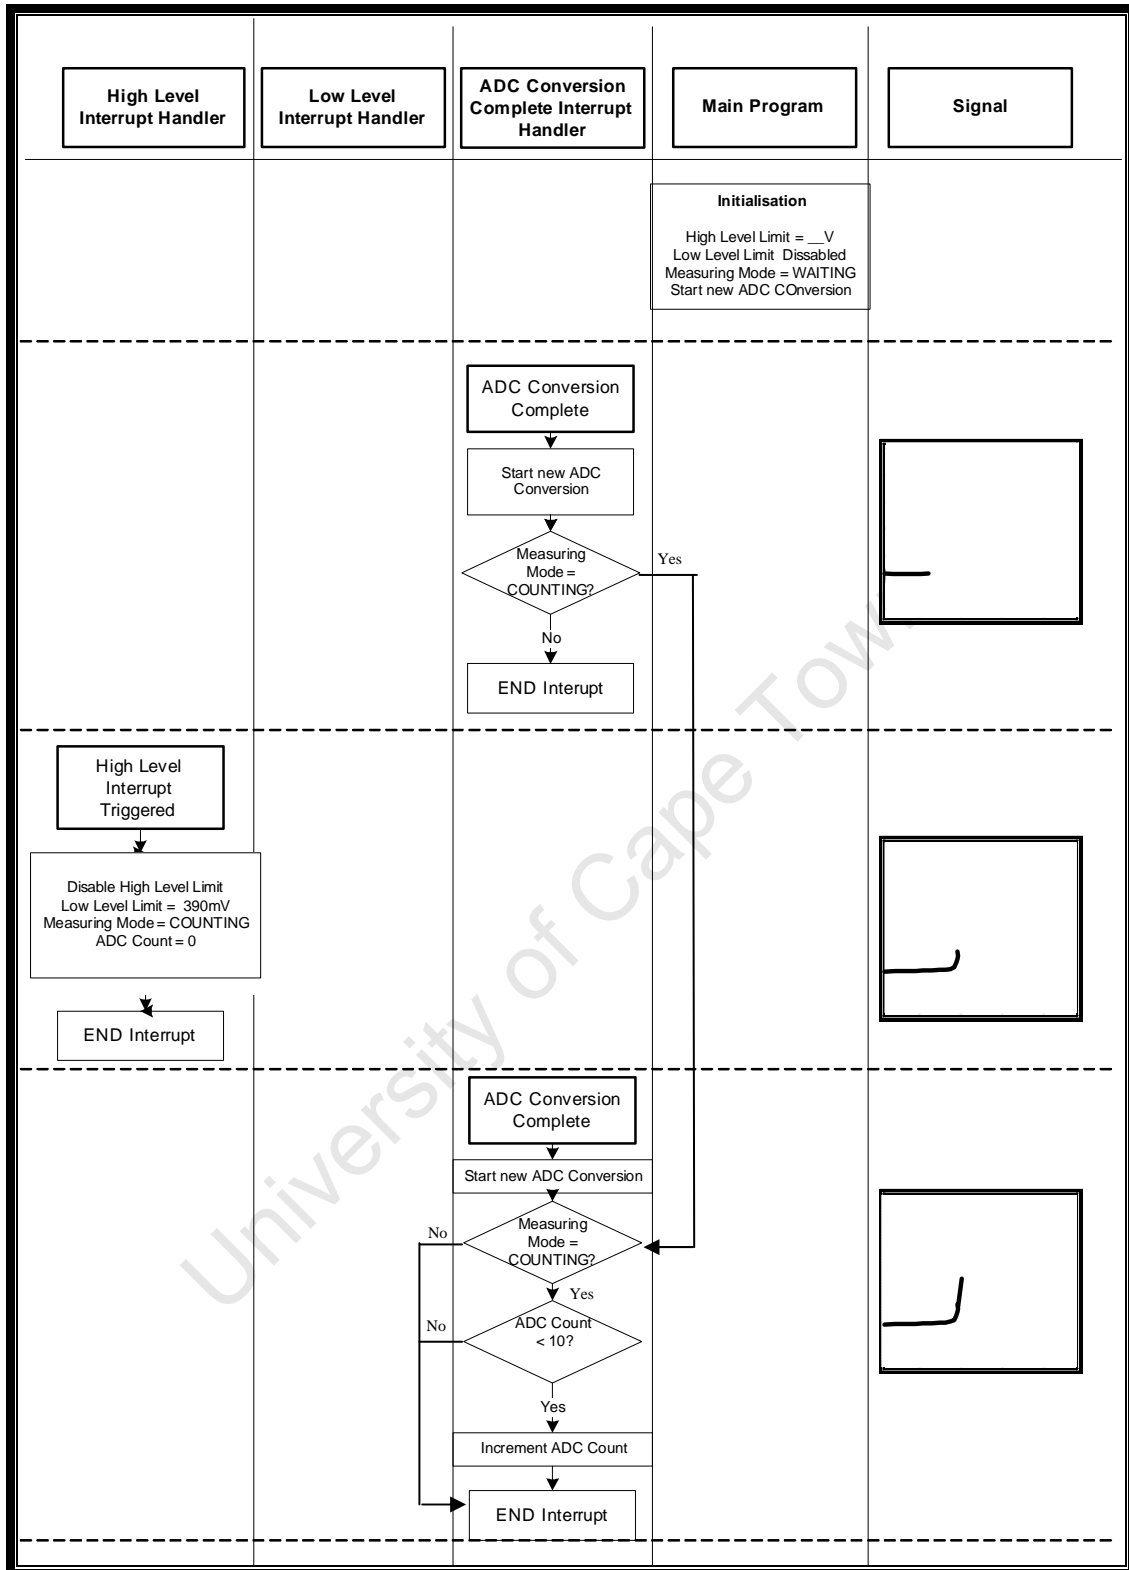 High Level
Interrupt Handler
Low Level
Interrupt Handler
ADC Conversion
Complete Interrupt
Handler
Main Program
Signal
Initialisation
High Level Limit = __V
Low Level Limit Dissabled
Measuring Mode = WAITING
Start new ADC COnversion
ADC Conversion
Complete
Start new ADC
Conversion
Measuring
Mode =
COUNTING?
Yes
No
END Interupt
High Level
Interrupt
Triggered
Disable High Level Limit
Low Level Limit = 390mV
Measuring Mode = COUNTING
ADC Count = 0
END Interrupt
ADC Conversion
Complete
Start new ADC Conversion
Measuring
Mode =
COUNTING?
No
Yes
ADC Count
< 10?
No
Yes
Increment ADC Count
END Interrupt
University of Cape Town